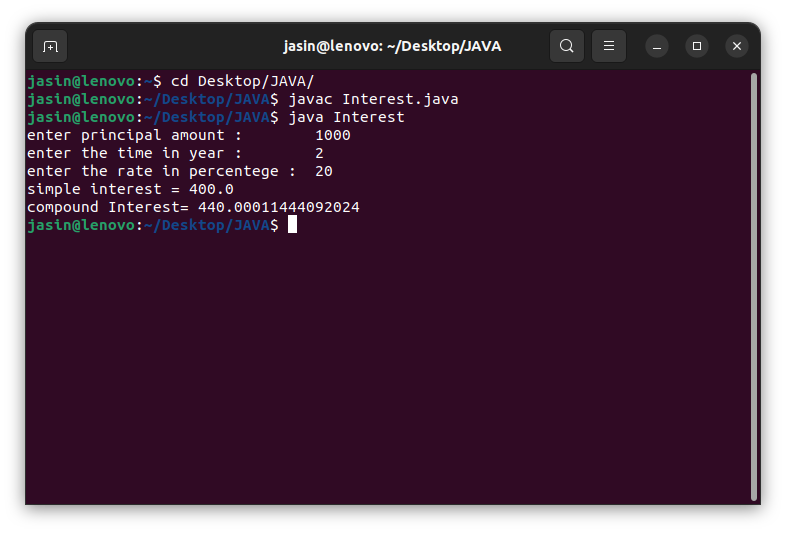 jasin@lenovo: ~/Desktop/JAVA
jasin@lenovo:~$ cd Desktop/JAVA/
jasin@lenovo:~/Desktop/JAVA$ javac Interest.java
jasin@lenovo:~/Desktop/JAVA$ java Interest
enter principal amount :        1000
enter the time in year :        2
enter the rate in percentege :  20
simple interest = 400.0
compound Interest= 440.00011444092024
jasin@lenovo:~/Desktop/JAVA$